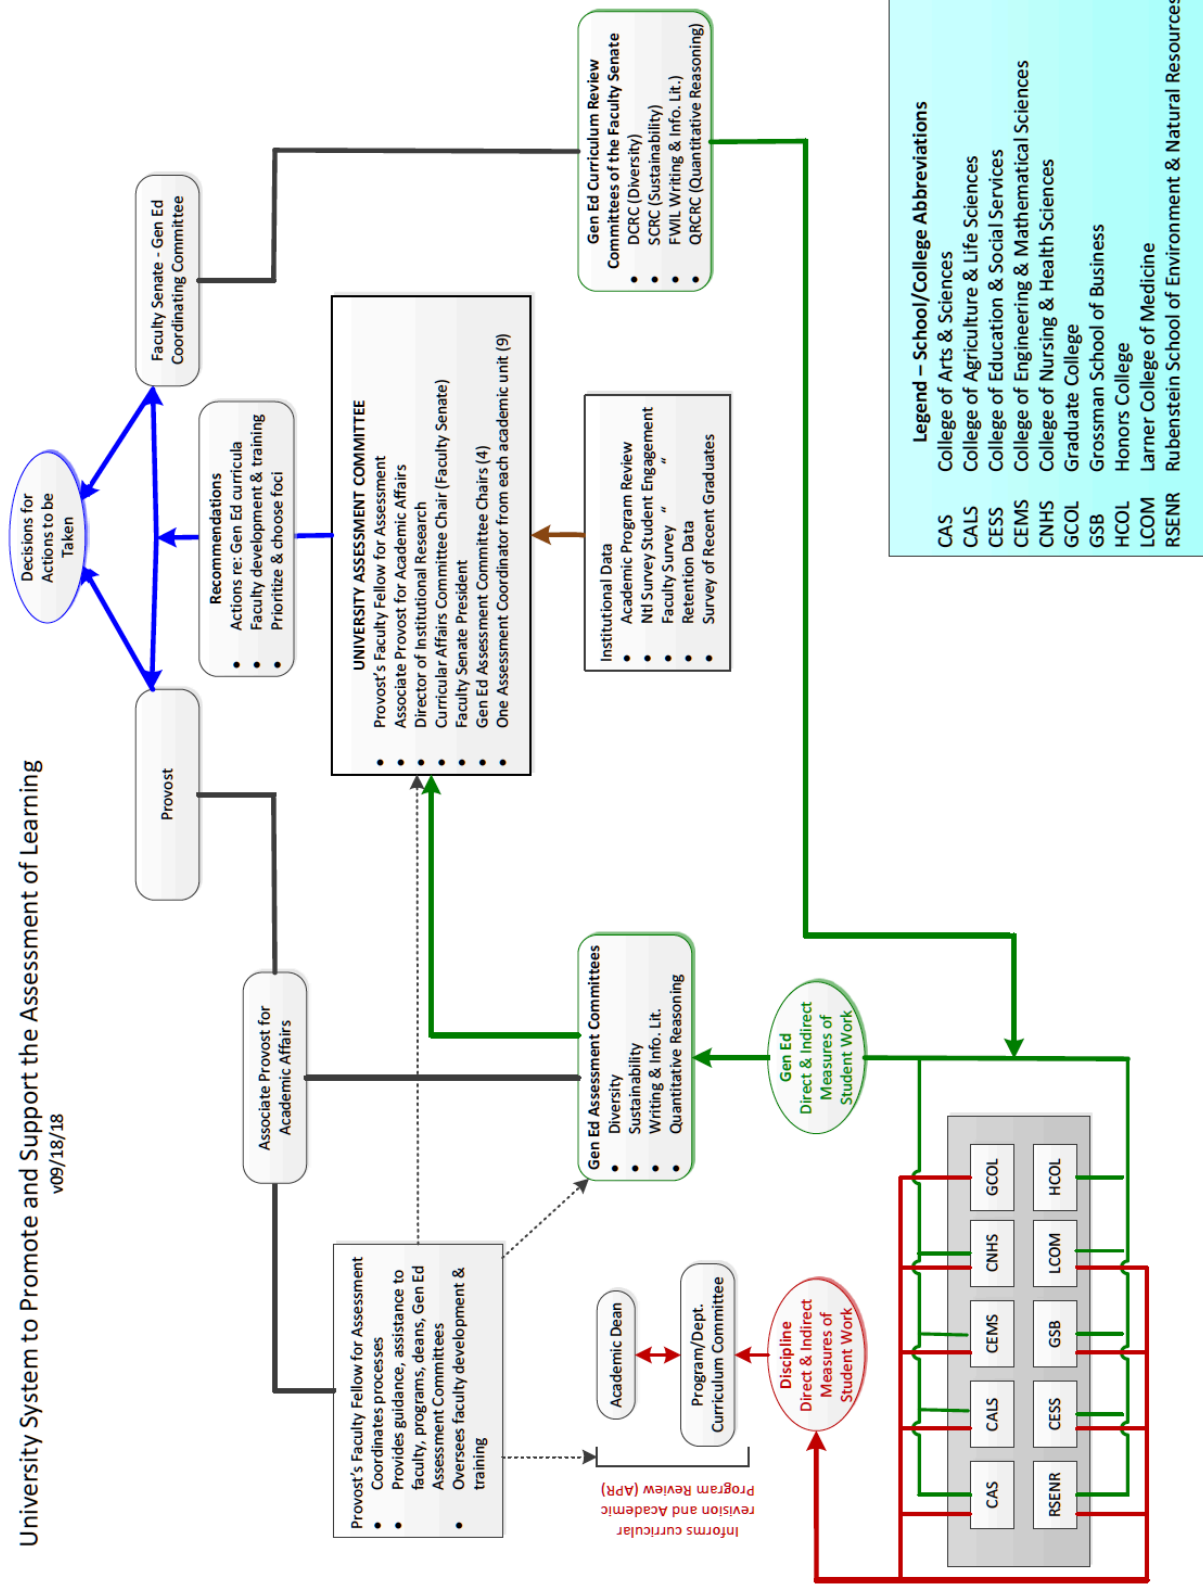 University System to Promote and Support the Assessment of Learning
v09/18/18
Decisions for
Actions to be
Taken
Provost
Faculty Senate - Gen Ed
Coordinating Committee
Recommendations
• Actions re: Gen Ed curricula
• Faculty development & training
• Prioritize & choose foci
Associate Provost for
Academic Affairs
Provost's Faculty Fellow for Assessment
• Coordinates processes
• Provides guidance, assistance to
faculty, programs, deans, Gen Ed
Assessment Committees
• Oversees faculty development &
training
UNIVERSITY ASSESSMENT COMMITTEE
• Provost's Faculty Fellow for Assessment
• Associate Provost for Academic Affairs
• Director of Institutional Research
• Curricular Affairs Committee Chair (Faculty Senate)
• Faculty Senate President
• Gen Ed Assessment Committee Chairs (4)
• One Assessment Coordinator from each academic unit (9)
Gen Ed Curriculum Review
Committees of the Faculty Senate
• DCRC (Diversity)
• SCRC (Sustainability)
• FWIL Writing & Info. Lit.)
• QRCRC (Quantitative Reasoning)
Informs curricular
revision and Academic
Program Review (APR)
Academic Dean
Program/Dept.
Curriculum Committee
Gen Ed Assessment Committees
• Diversity
• Sustainability
• Writing & Info. Lit.
• Quantitative Reasoning
Institutional Data
• Academic Program Review
• Ntl Survey Student Engagement
• Faculty Survey “ “
• Retention Data
• Survey of Recent Graduates
Discipline
Direct & Indirect
Measures of
Student Work
Gen Ed
Direct & Indirect
Measures of
Student Work
CAS
CALS
CEMS
CNHS
GCOL
RSENR
CESS
GSB
LCOM
HCOL
Legend – School/College Abbreviations
CAS College of Arts & Sciences
CALS College of Agriculture & Life Sciences
CESS College of Education & Social Services
CEMS College of Engineering & Mathematical Sciences
CNHS College of Nursing & Health Sciences
GCOL Graduate College
GSB Grossman School of Business
HCOL Honors College
LCOM Larner College of Medicine
RSENR Rubenstein School of Environment & Natural Resources